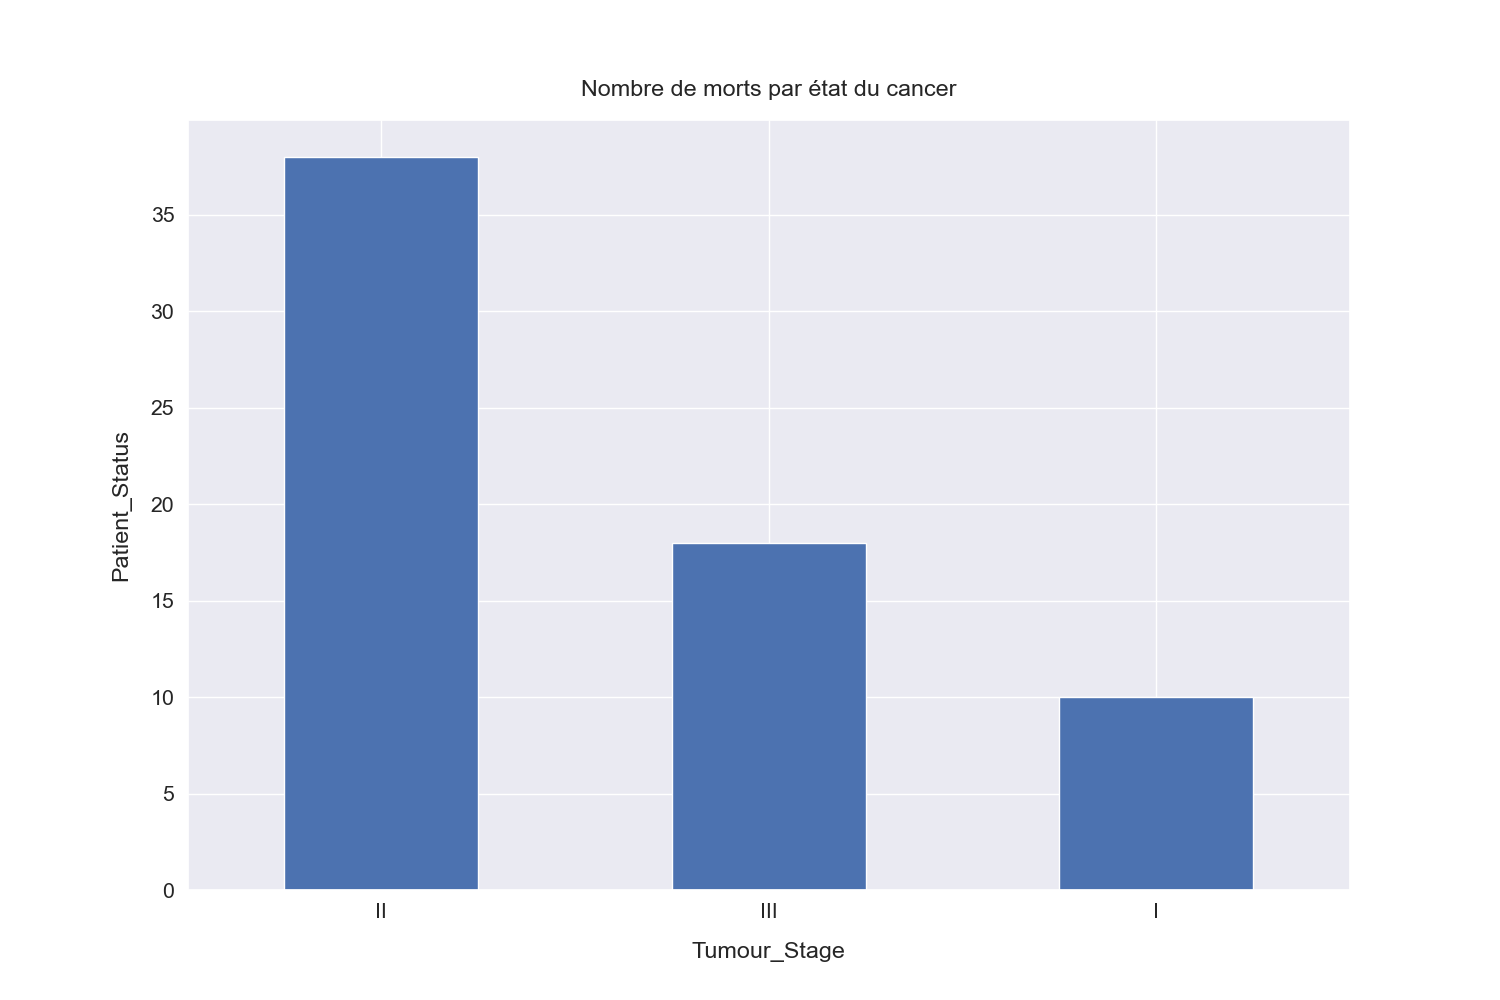 Nombre de morts par état du cancer
35
30
25
20
15
10
5
0
Patient_Status
II
III
I
Tumour_Stage